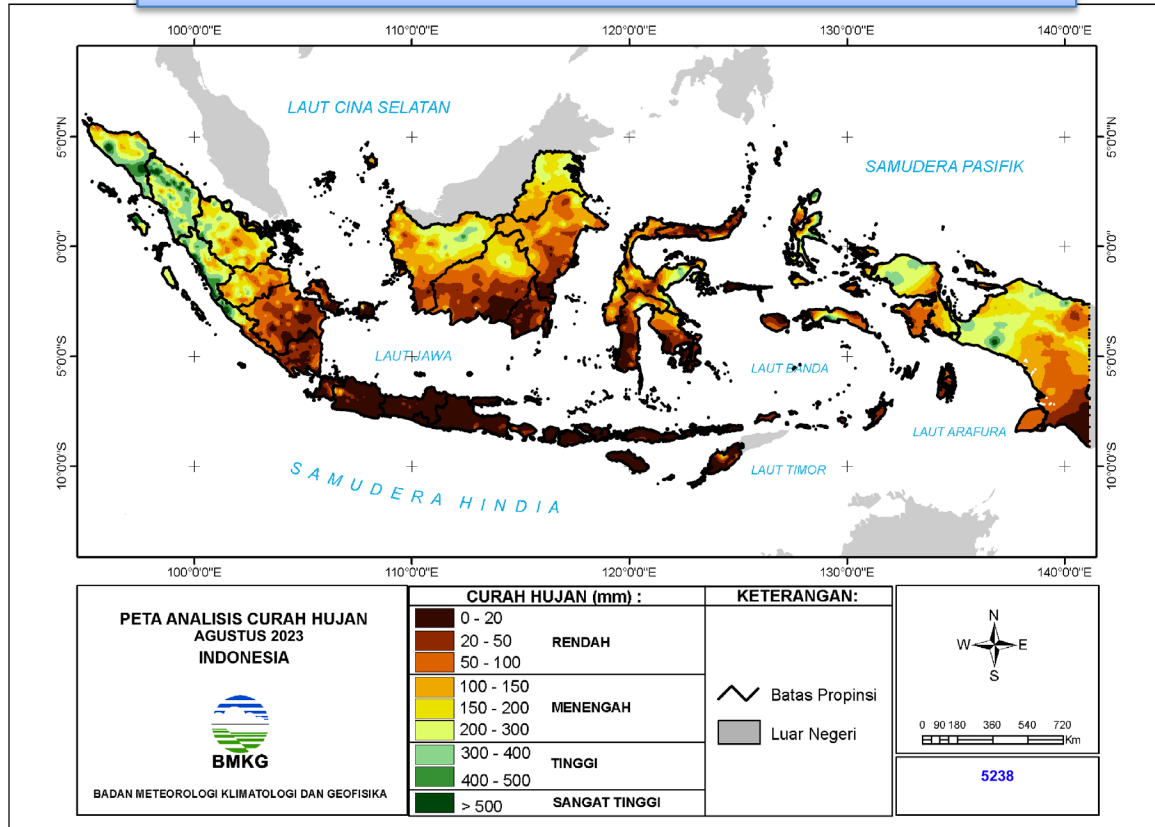 100°0'0"E 110°0'0"E 120°0'0"E 130°0'0"E 140°0'0"E
LAUT CINA SELATAN
SAMUDERA PASIFIK
5°0'0"N 5°0'0"N
0°0'0" 0°0'0"
5°0'0"S 5°0'0"S
10°0'0"S 10°0'0"S
LAUT JAWA
LAUT BANDA
LAUT ARAFURA
LAUT TIMOR
SAMUDERA HINDIA
100°0'0"E 110°0'0"E 120°0'0"E 130°0'0"E 140°0'0"E
PETA ANALISIS CURAH HUJAN
AGUSTUS 2023
INDONESIA
BMKG
BADAN METEOROLOGI KLIMATOLOGI DAN GEOFISIKA
CURAH HUJAN (mm) :
0 - 20
20 - 50 RENDAH
50 - 100
100 - 150
150 - 200 MENENGAH
200 - 300
300 - 400
TINGGI
400 - 500
> 500 SANGAT TINGGI
KETERANGAN:
Batas Propinsi
Luar Negeri
N
W E
S
0 90 180 360 540 720
Km
5238